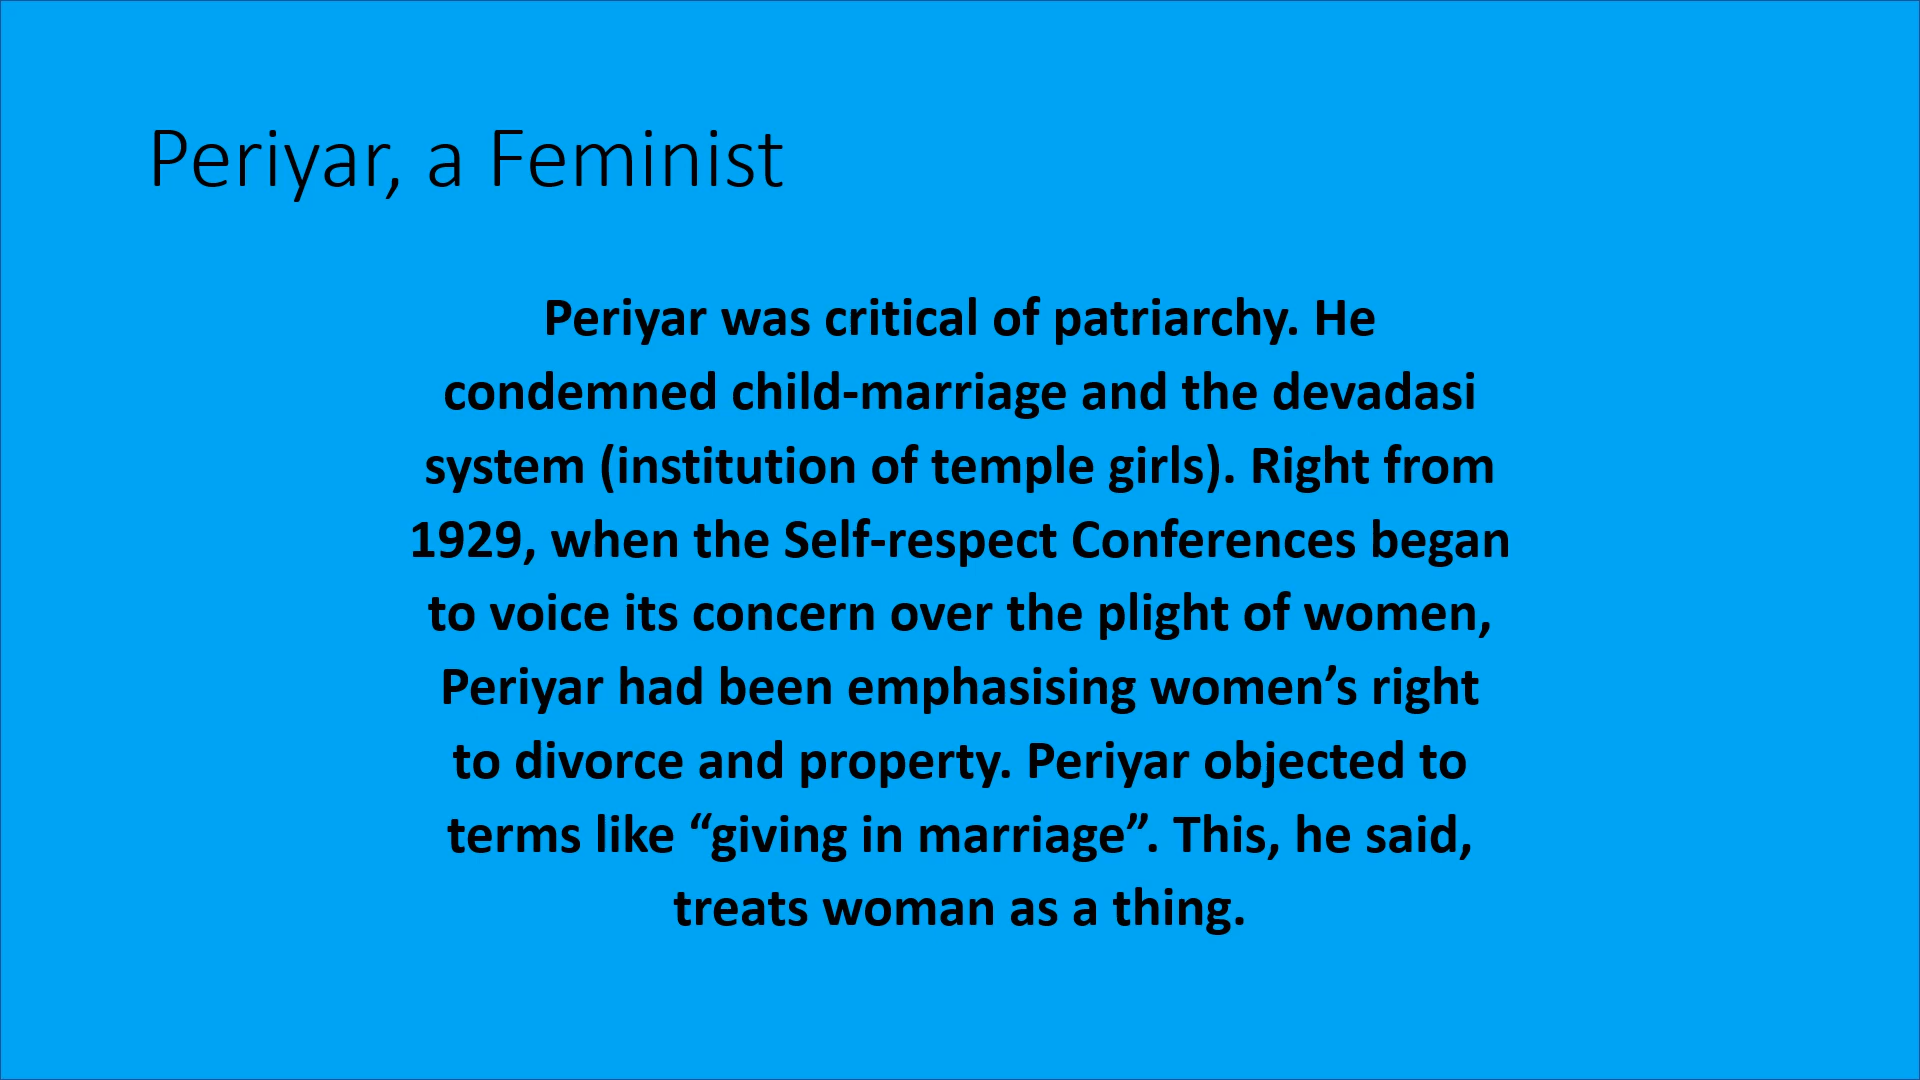 Periyar, a Feminist
Periyar was critical of patriarchy. He
condemned child-marriage and the devadasi
system (institution of temple girls). Right from
1929, when the Self-respect Conferences began
to voice its concern over the plight of women,
Periyar had been emphasising women’s right
to divorce and property. Periyar objected to
terms like “giving in marriage”. This, he said,
treats woman as a thing.